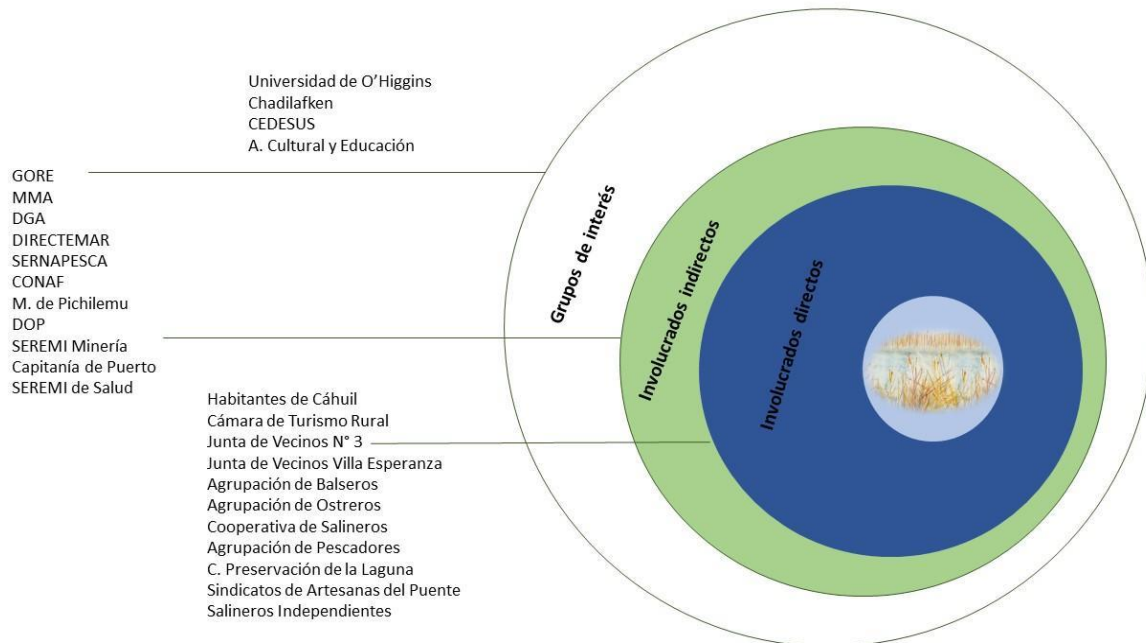 Universidad de O’Higgins
Chadilafken
CEDESUS
A. Cultural y Educación
GORE
MMA
DGA
DIRECTEMAR
SERNAPESCA
CONAF
M. de Pichilemu
DOP
SEREMI Minería
Capitanía de Puerto
SEREMI de Salud
Habitantes de Cáhuil
Cámara de Turismo Rural
Junta de Vecinos N° 3
Junta de Vecinos Villa Esperanza
Agrupación de Balseros
Agrupación de Ostreros
Cooperativa de Salineros
Agrupación de Pescadores
C. Preservación de la Laguna
Sindicatos de Artesanas del Puente
Salineros Independientes
Grupos de interés
Involucrados indirectos
Involucrados directos